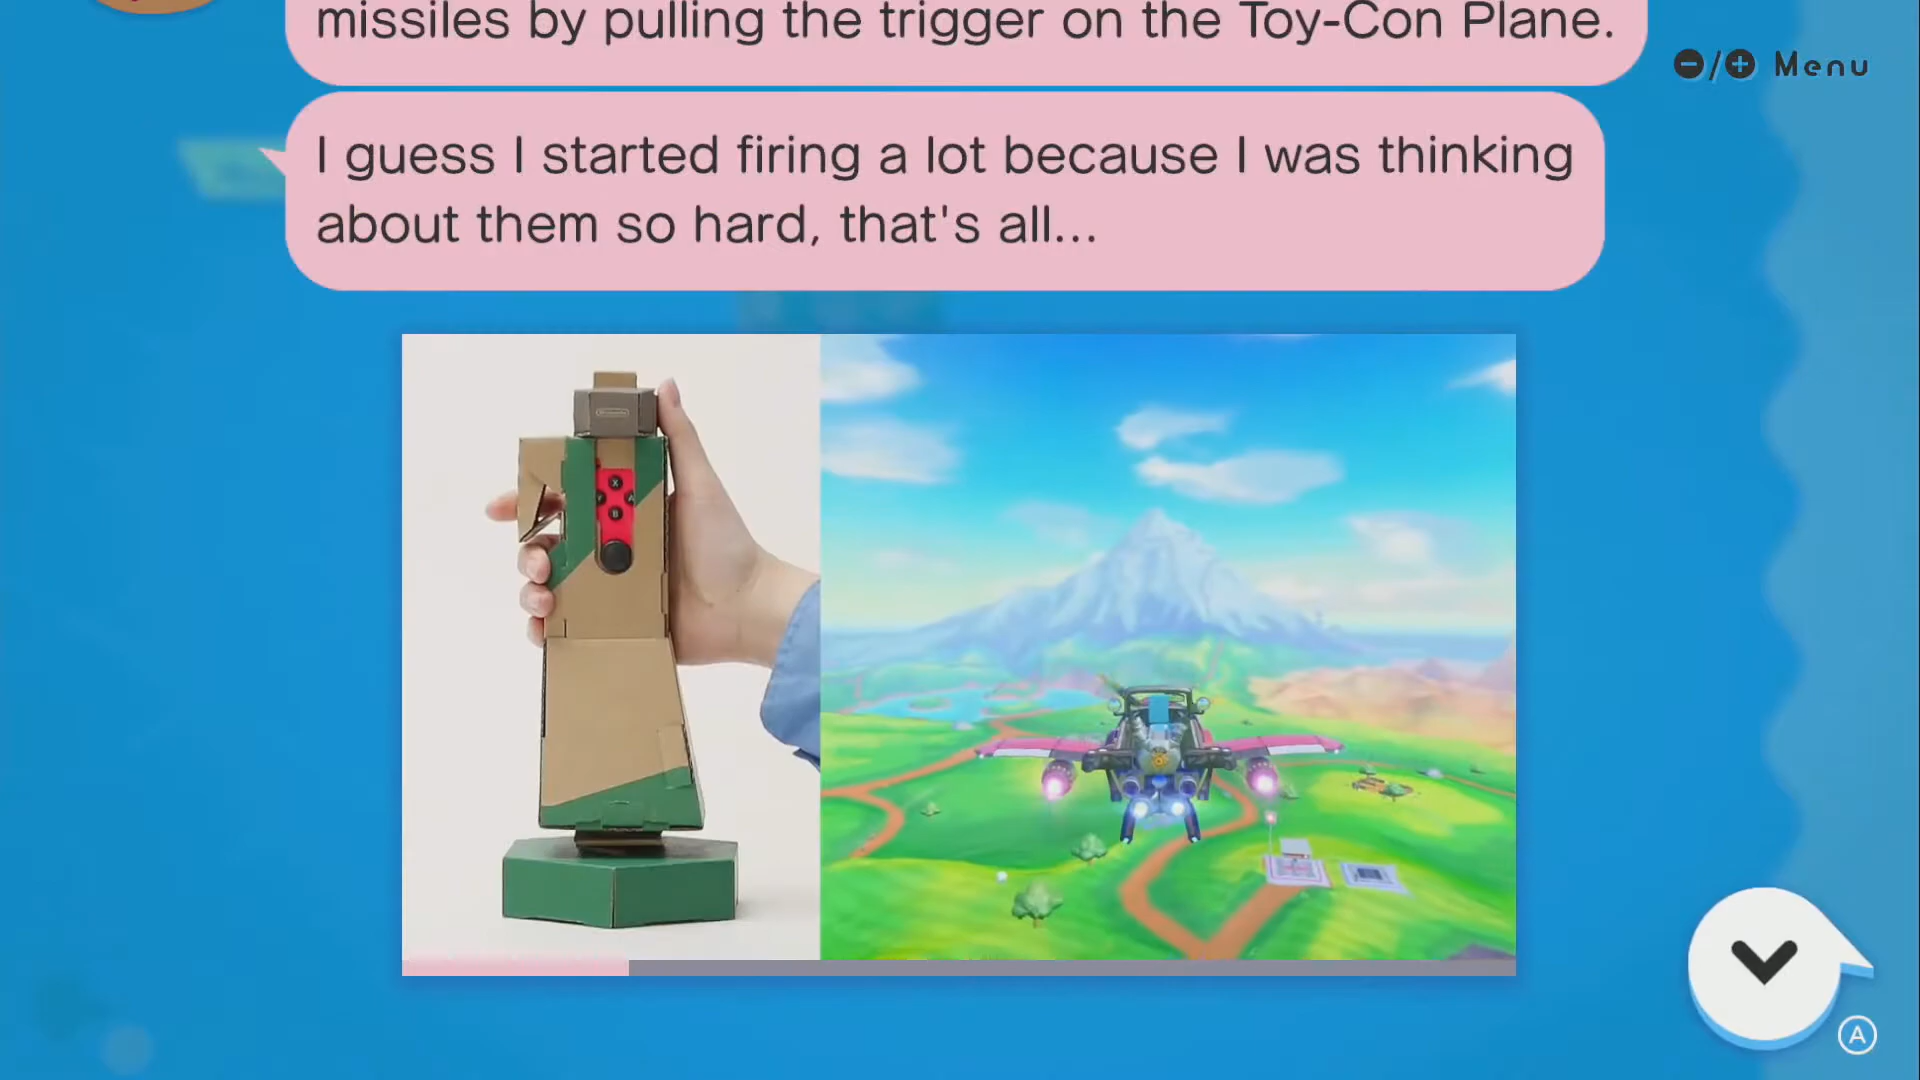 missiles by pulling the trigger on the Toy-Con Plane.
−/+ Menu
I guess I started firing a lot because I was thinking
about them so hard, that's all...
X
Y
A
B
A